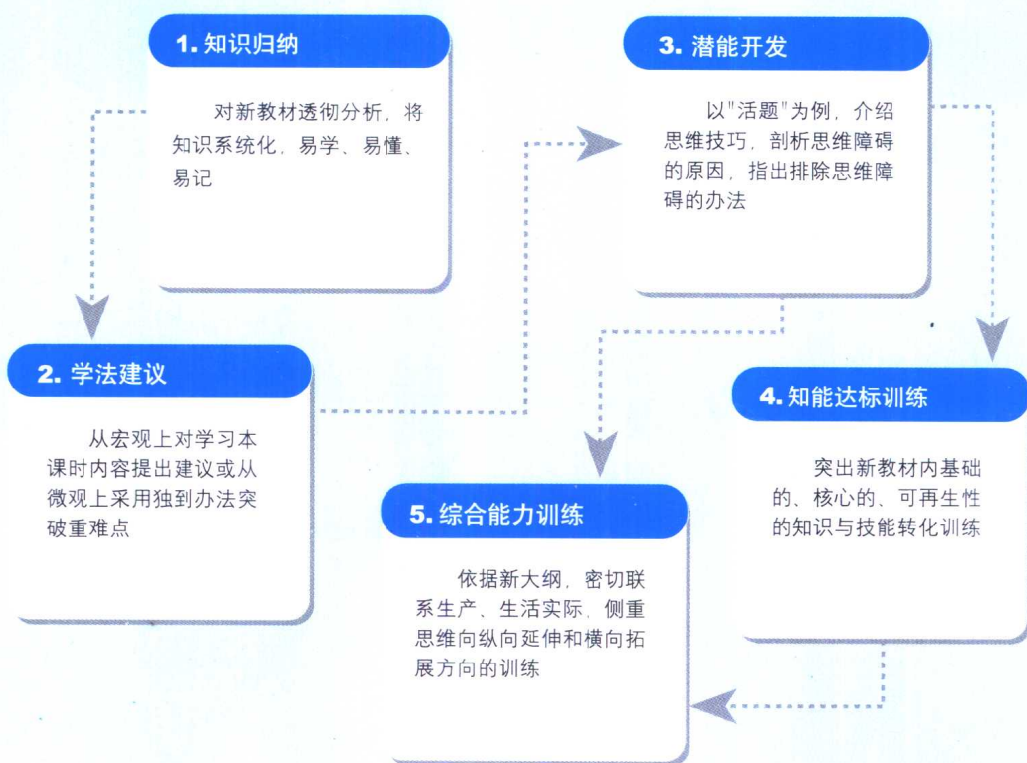 1. 知识归纳
对新教材透彻分析，将
知识系统化，易学、易懂、
易记
2. 学法建议
从宏观上对学习本
课时内容提出建议或从
微观上采用独到办法突
破重难点
3. 潜能开发
以"活题"为例，介绍
思维技巧，剖析思维障碍
的原因，指出排除思维障
碍的办法
4. 知能达标训练
突出新教材内基础
的、核心的、可再生性
的知识与技能转化训练
5. 综合能力训练
依据新大纲，密切联
系生产、生活实际，侧重
思维向纵向延伸和横向拓
展方向的训练